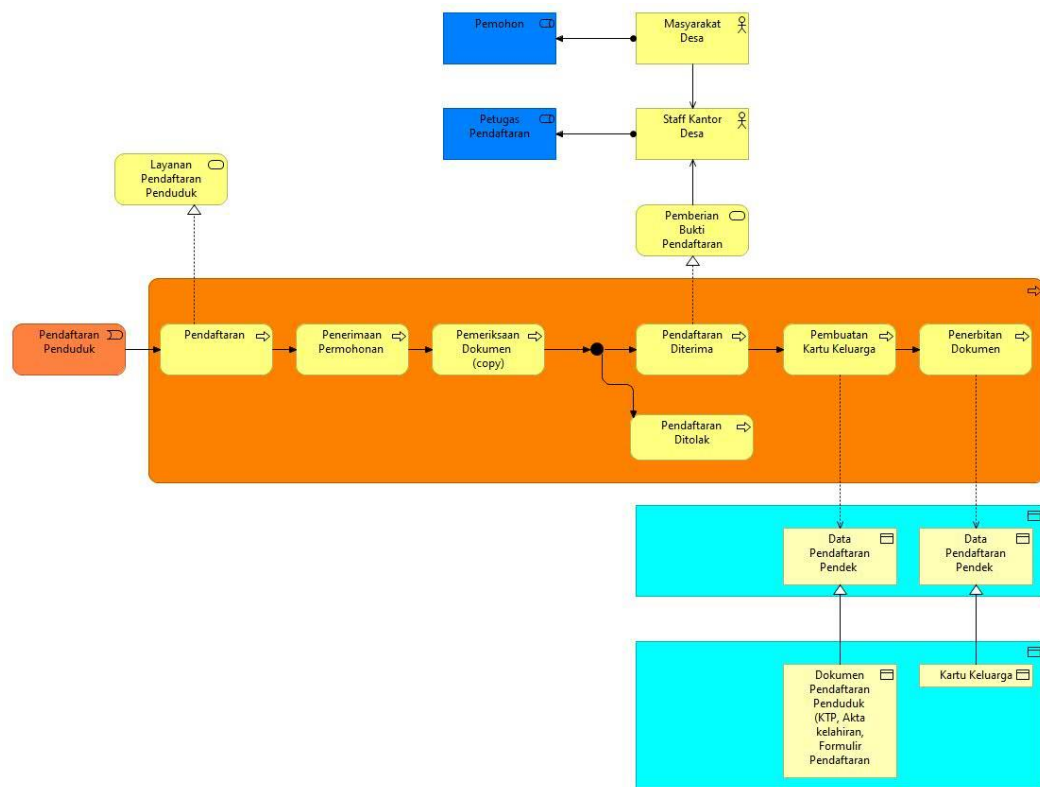 Pemohon
Masyarakat
Desa
Petugas
Pendaftaran
Staff Kantor
Desa
Layanan
Pendaftaran
Penduduk
Pemberian
Bukti
Pendaftaran
Pendaftaran
Penduduk
Pendaftaran
Penerimaan
Permohonan
Pemeriksaan
Dokumen
(copy)
Pendaftaran
Diterima
Pembuatan
Kartu Keluarga
Penerbitan
Dokumen
Pendaftaran
Ditolak
Data
Pendaftaran
Pendek
Data
Pendaftaran
Pendek
Dokumen
Pendaftaran
Penduduk
(KTP, Akta
kelahiran,
Formulir
Pendaftaran
Kartu Keluarga